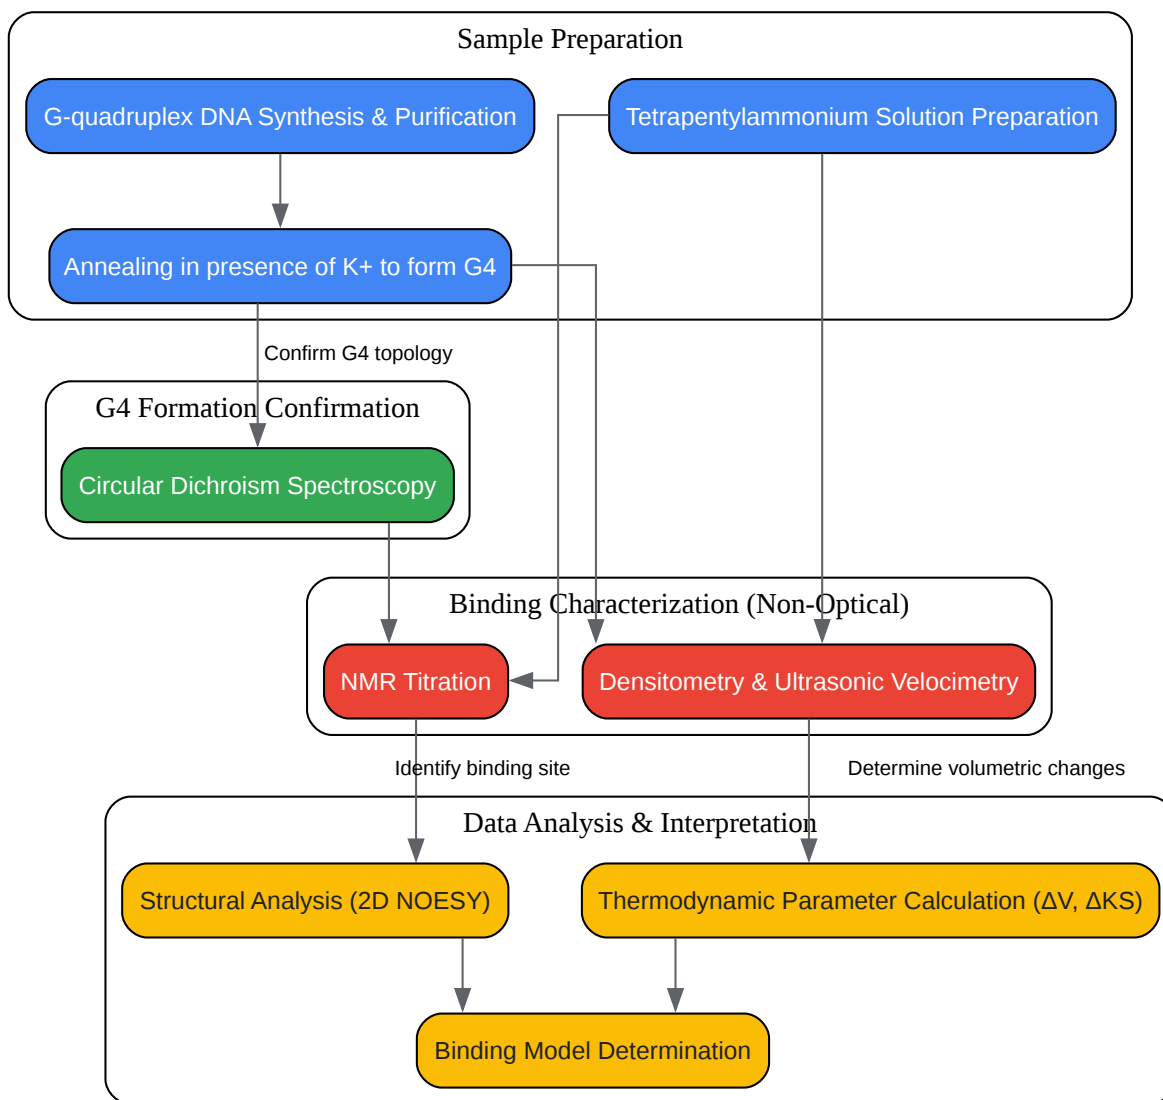 Sample Preparation
G-quadruplex DNA Synthesis & Purification
Tetrapentylammonium Solution Preparation
Annealing in presence of K+ to form G4
Confirm G4 topology
G4 Formation Confirmation
Circular Dichroism Spectroscopy
Binding Characterization (Non-Optical)
NMR Titration
Densitometry & Ultrasonic Velocimetry
Identify binding site
Determine volumetric changes
Data Analysis & Interpretation
Structural Analysis (2D NOESY)
Thermodynamic Parameter Calculation (ΔV, ΔKS)
Binding Model Determination